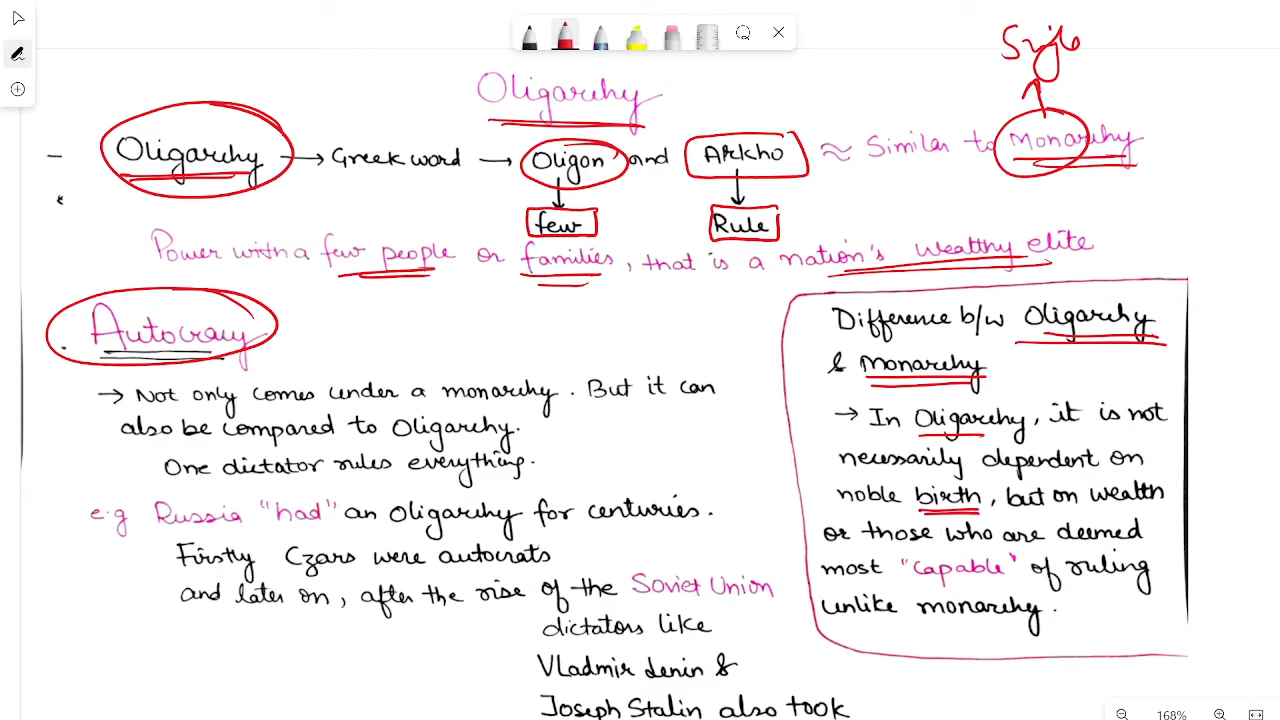 Single
Oligarchy
- Oligarchy → Greek word → Oligon and Arkho ≈ Similar to Monarchy
few Rule
Power with a few people or families, that is a nation's wealthy elite
Autocracy
→ Not only comes under a monarchy. But it can
also be compared to Oligarchy.
One dictator rules everything.
e.g Russia "had" an Oligarchy for centuries.
Firstly Czars were autocrats
and later on, after the rise of the Soviet Union
dictators like
Vladmir Lenin &
Joseph Stalin also took
Difference b/w Oligarchy
& Monarchy
→ In Oligarchy, it is not
necessarily dependent on
noble birth, but on wealth
or those who are deemed
most "capable" of ruling
unlike monarchy.
168%